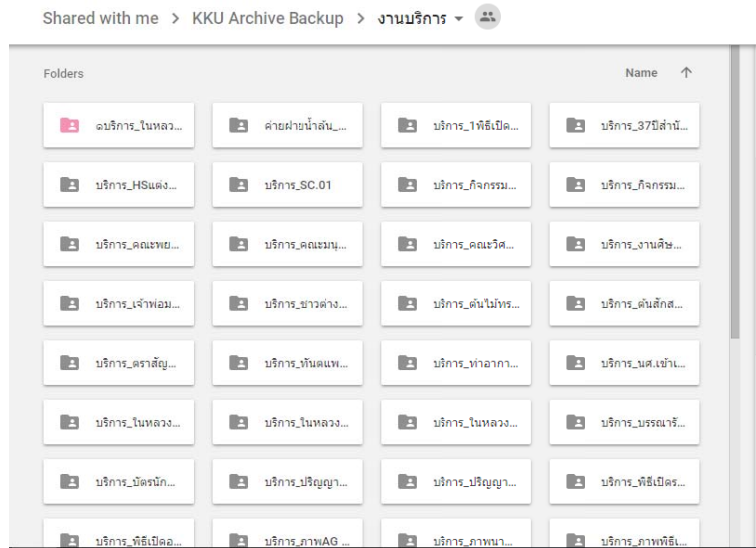 Shared with me > KKU Archive Backup > งานบริการ
Folders Name
๑บริการ_ในหลว... ค่ายฝายน้ำล้น_... บริการ_1พิธีเปิด... บริการ_37ปีสำนั...
บริการ_HSแต่ง... บริการ_SC.01 บริการ_กิจกรรม... บริการ_กิจกรรม...
บริการ_คณะพย... บริการ_คณะมนุ... บริการ_คณะวิศ... บริการ_งานศิษ...
บริการ_เจ้าพ่อม... บริการ_ชาวต่าง... บริการ_ต้นไม้ทร... บริการ_ต้นสักส...
บริการ_ตราสัญ... บริการ_ทันตแพ... บริการ_ท่าอากา... บริการ_นศ.เข้าเ...
บริการ_ในหลวง... บริการ_ในหลวง... บริการ_ในหลวง... บริการ_บรรณารั...
บริการ_บัตรนัก... บริการ_ปริญญา... บริการ_ปริญญา... บริการ_พิธีเปิดร...
บริการ_พิธีเปิดอ... บริการ_ภาพAG ... บริการ_ภาพนา... บริการ_ภาพพิธีเ...